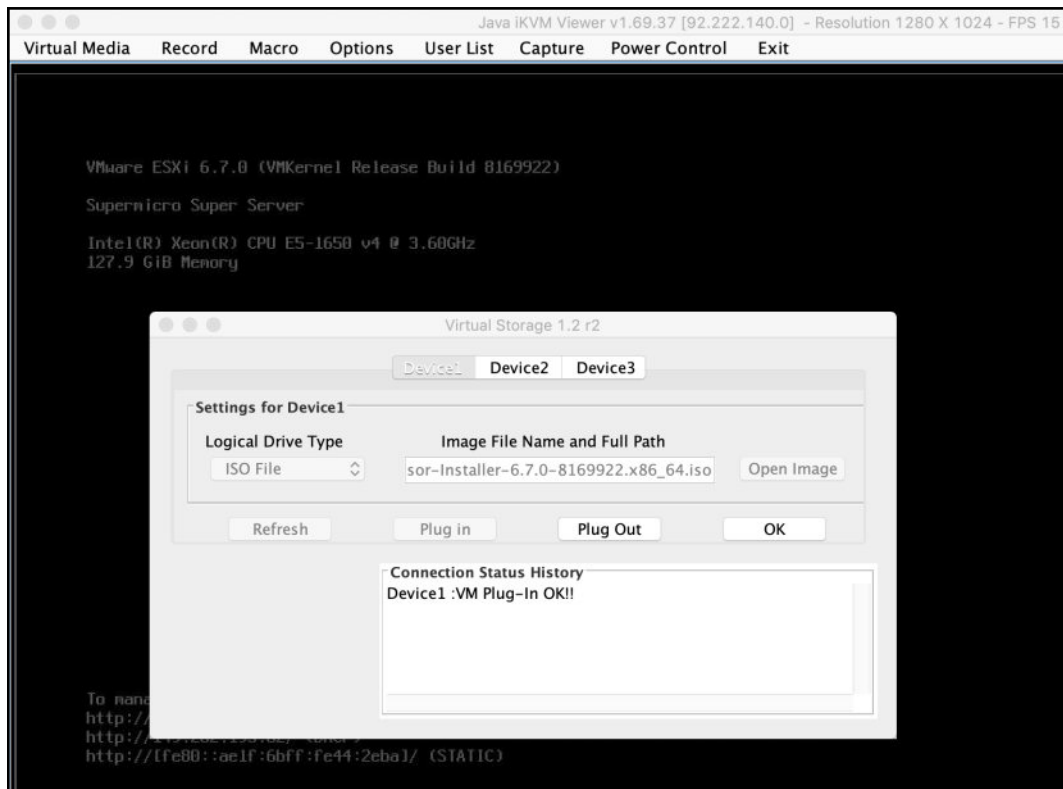 Java iKVM Viewer v1.69.37 [92.222.140.0] - Resolution 1280 X 1024 - FPS 15
Virtual Media Record Macro Options User List Capture Power Control Exit
VMware ESXi 6.7.0 (VMKernel Release Build 8169922)
Supermicro Super Server
Intel(R) Xeon(R) CPU E5-1650 v4 @ 3.60GHz
127.9 GiB Memory
Virtual Storage 1.2 r2
Device1 Device2 Device3
Settings for Device1
Logical Drive Type Image File Name and Full Path
ISO File sor-Installer-6.7.0-8169922.x86_64.iso Open Image
Refresh Plug in Plug Out OK
Connection Status History
Device1 :VM Plug-In OK!!
To mana
http://
http://
http://[fe80::ae1f:6bff:fe44:2eba]/ (STATIC)